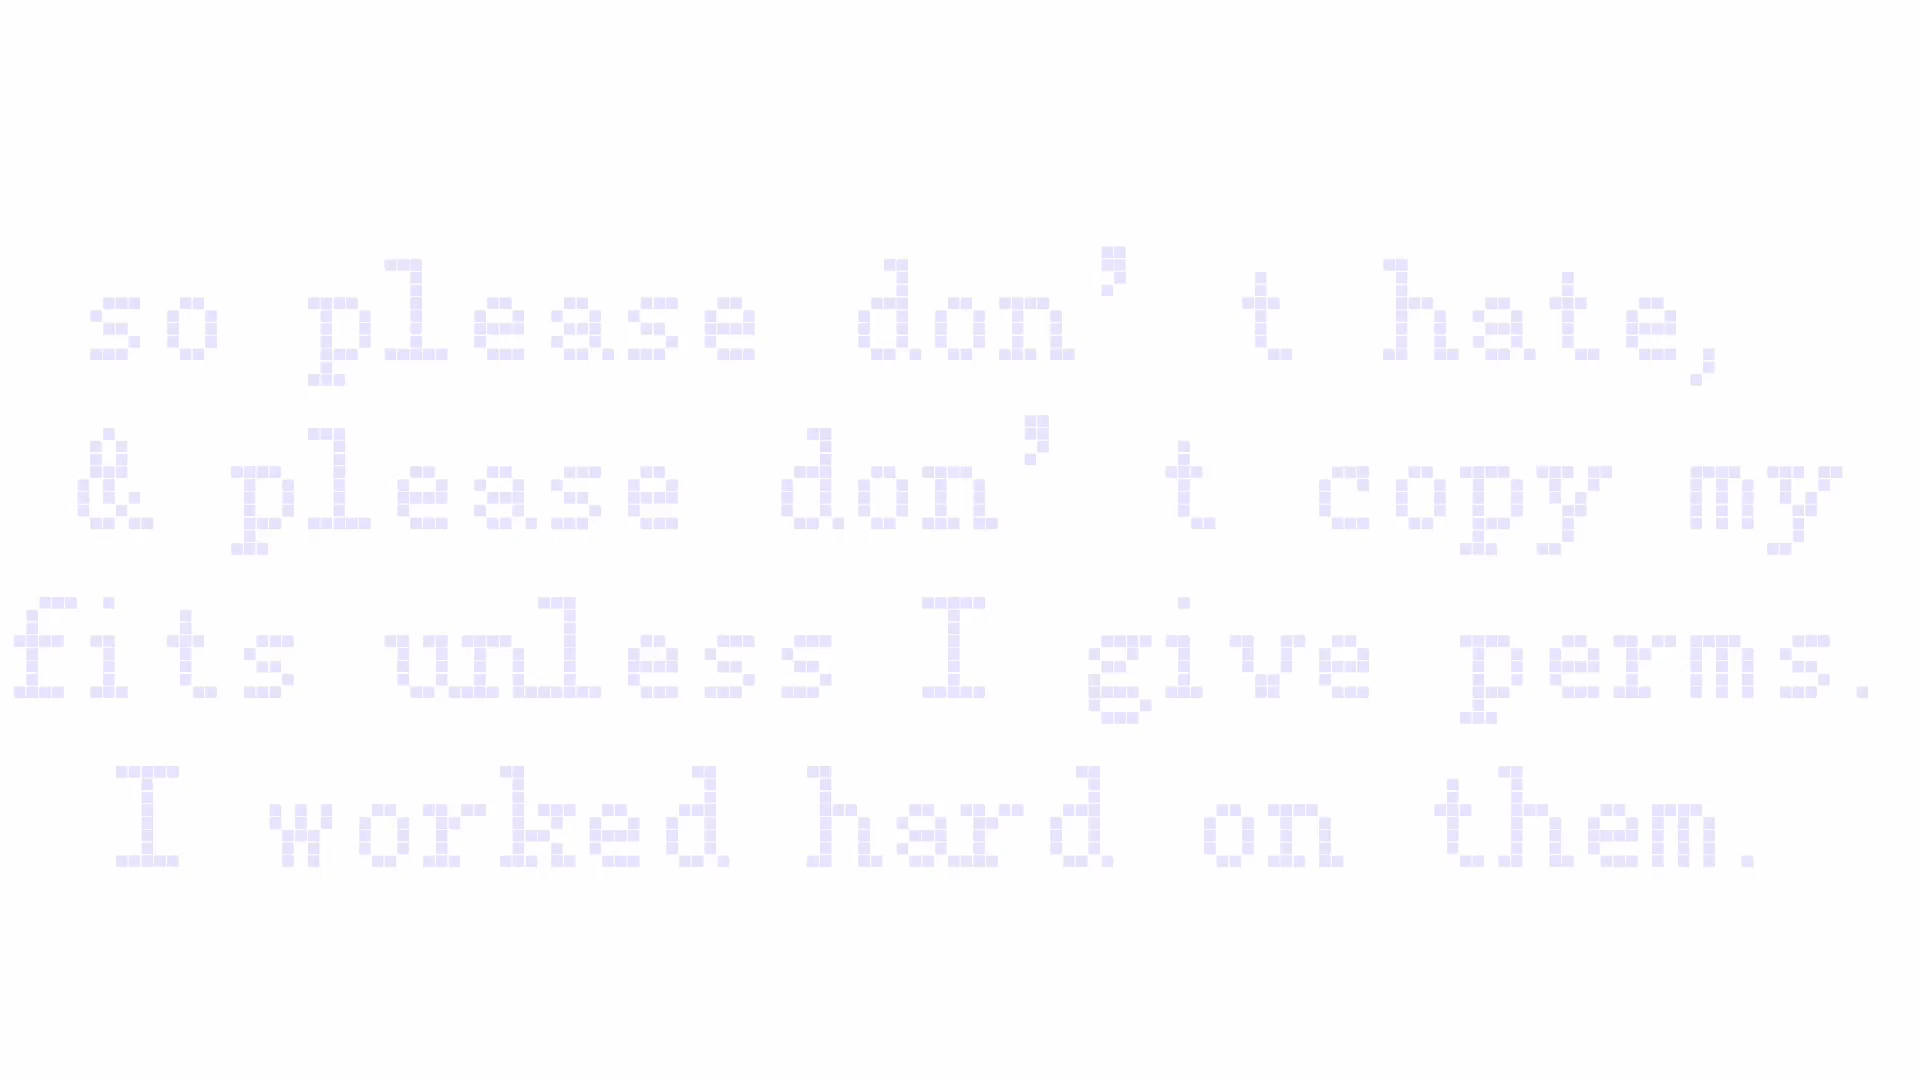 so please don’t hate,
& please don’t copy my
fits unless I give perms.
I worked hard on them.